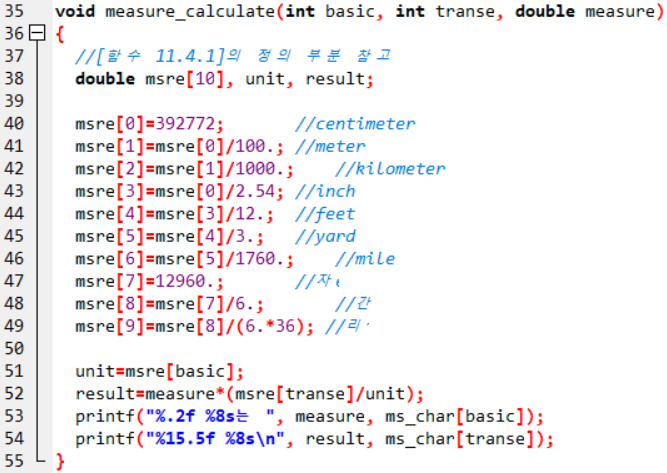 35 void measure_calculate(int basic, int transe, double measure)
36 {
37 //[함수 11.4.1]의 정의 부분 참고
38 double msre[10], unit, result;
39
40 msre[0]=392772; //centimeter
41 msre[1]=msre[0]/100.; //meter
42 msre[2]=msre[1]/1000.; //kilometer
43 msre[3]=msre[0]/2.54; //inch
44 msre[4]=msre[3]/12.; //feet
45 msre[5]=msre[4]/3.; //yard
46 msre[6]=msre[5]/1760.; //mile
47 msre[7]=12960.; //자
48 msre[8]=msre[7]/6.; //간
49 msre[9]=msre[8]/(6.*36); //리
50
51 unit=msre[basic];
52 result=measure*(msre[transe]/unit);
53 printf("%.2f %8s는 ", measure, ms_char[basic]);
54 printf("%15.5f %8s\n", result, ms_char[transe]);
55 }